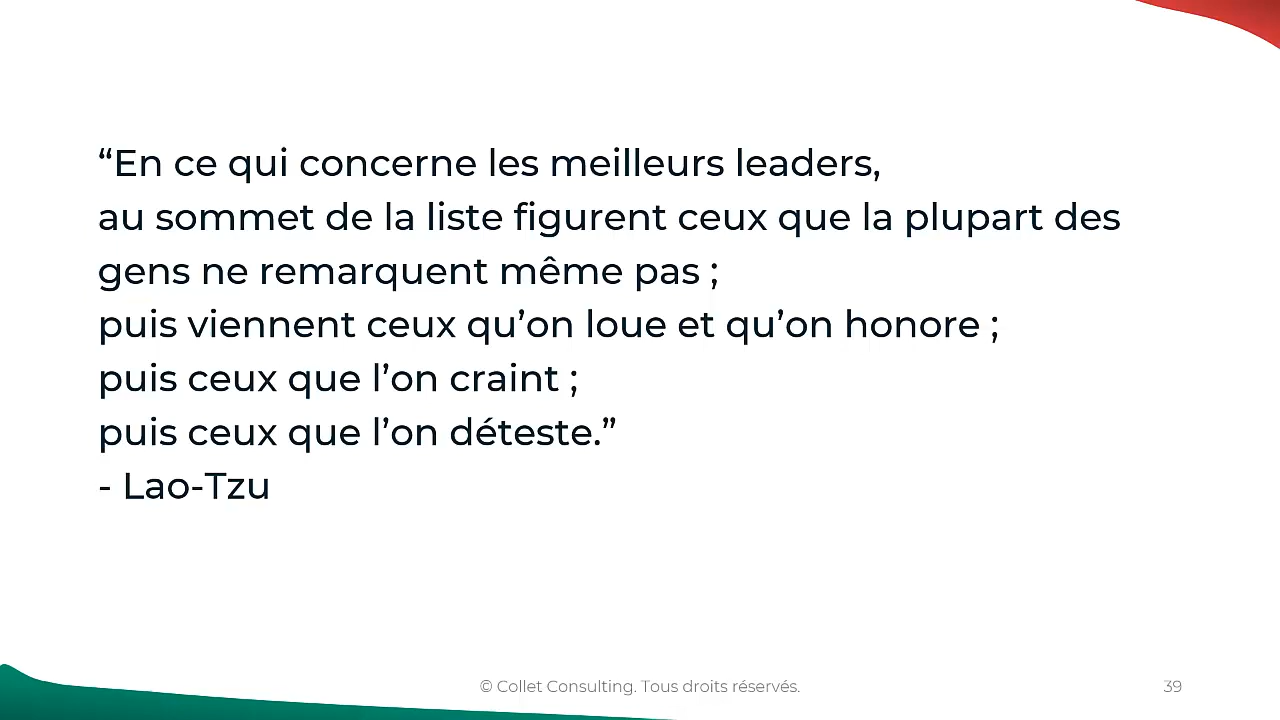 “En ce qui concerne les meilleurs leaders,
au sommet de la liste figurent ceux que la plupart des
gens ne remarquent même pas ;
puis viennent ceux qu’on loue et qu’on honore ;
puis ceux que l’on craint ;
puis ceux que l’on déteste.”
- Lao-Tzu
© Collet Consulting. Tous droits réservés.
39